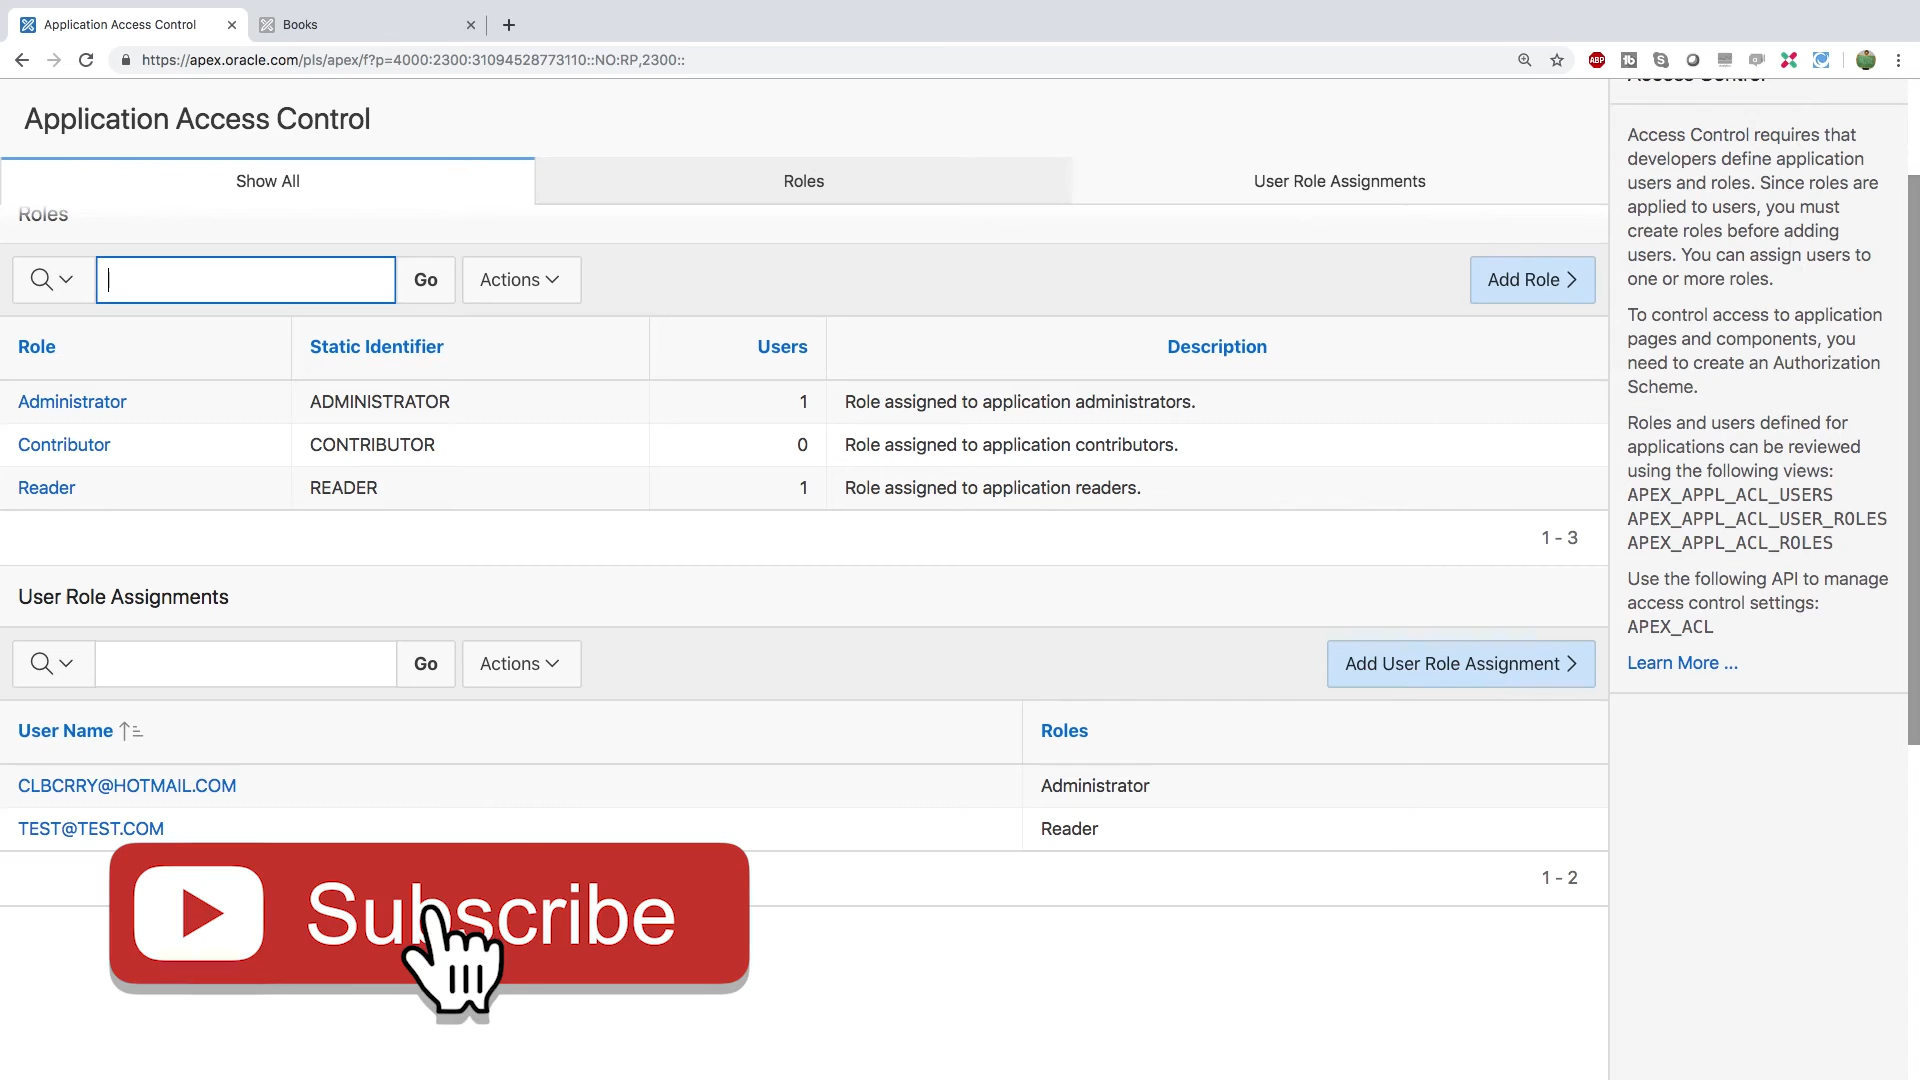 Application Access Control
Books
https://apex.oracle.com/pls/apex/f?p=4000:2300:31094528773110::NO:RP,2300::
ABP
Application Access Control
Show All
Roles
User Role Assignments
Roles
Go
Actions
Add Role
Role
Static Identifier
Users
Description
Administrator
ADMINISTRATOR
1
Role assigned to application administrators.
Contributor
CONTRIBUTOR
0
Role assigned to application contributors.
Reader
READER
1
Role assigned to application readers.
1 - 3
User Role Assignments
Go
Actions
Add User Role Assignment
User Name
Roles
CLBCRRY@HOTMAIL.COM
Administrator
TEST@TEST.COM
Reader
1 - 2
Subscribe
Access Control
Access Control requires that
developers define application
users and roles. Since roles are
applied to users, you must
create roles before adding
users. You can assign users to
one or more roles.
To control access to application
pages and components, you
need to create an Authorization
Scheme.
Roles and users defined for
applications can be reviewed
using the following views:
APEX_APPL_ACL_USERS
APEX_APPL_ACL_USER_ROLES
APEX_APPL_ACL_ROLES
Use the following API to manage
access control settings:
APEX_ACL
Learn More ...